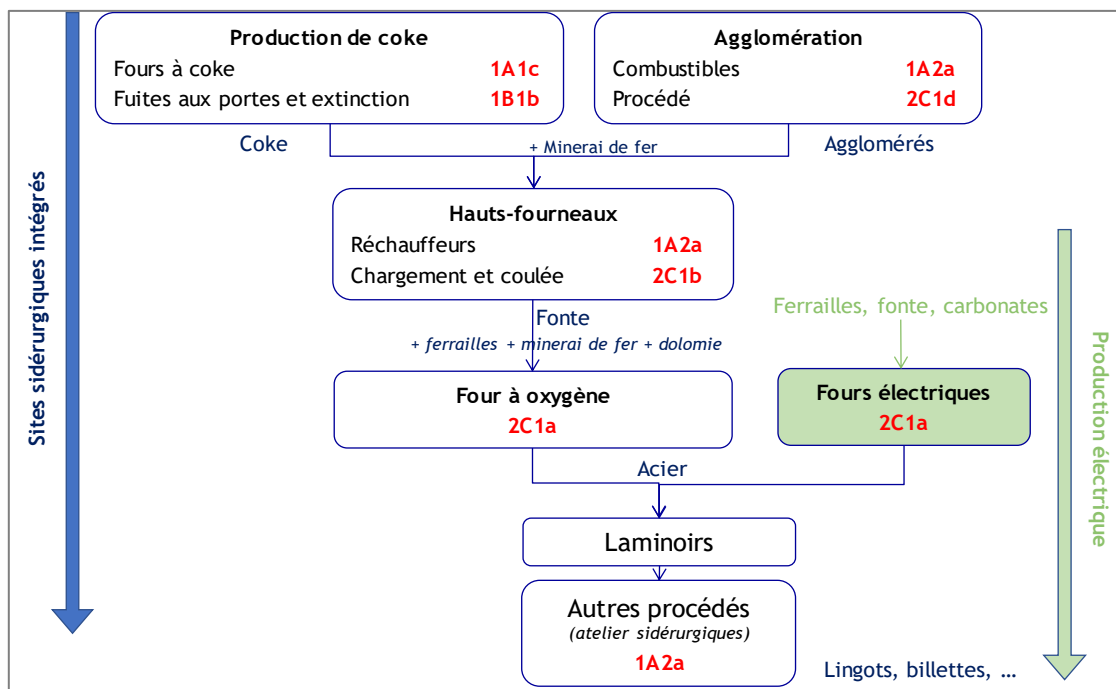 Production de coke
Fours à coke 1A1c
Fuites aux portes et extinction 1B1b
Agglomération
Combustibles 1A2a
Procédé 2C1d
Coke
+ Minerai de fer
Agglomérés
Hauts-fourneaux
Réchauffeurs 1A2a
Chargement et coulée 2C1b
Fonte
+ ferrailles + minerai de fer + dolomie
Ferrailles, fonte, carbonates
Four à oxygène
2C1a
Fours électriques
2C1a
Acier
Laminoirs
Autres procédés
(atelier sidérurgiques)
1A2a
Lingots, billettes, ...
Sites sidérurgiques intégrés
Production électrique